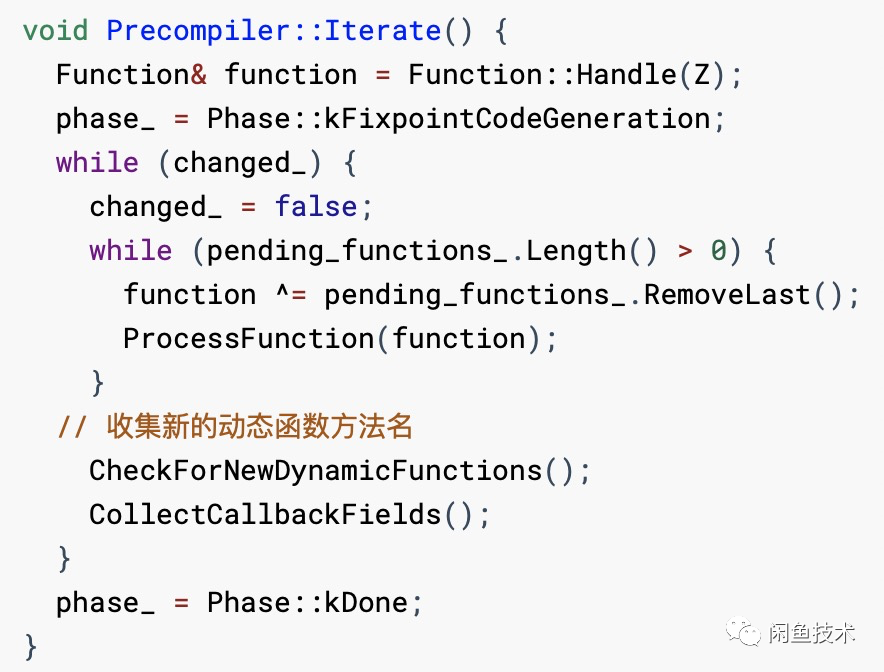 void Precompiler::Iterate() {
  Function& function = Function::Handle(Z);
  phase_ = Phase::kFixpointCodeGeneration;
  while (changed_) {
    changed_ = false;
    while (pending_functions_.Length() > 0) {
      function ^= pending_functions_.RemoveLast();
      ProcessFunction(function);
    }
  // 收集新的动态函数方法名
    CheckForNewDynamicFunctions();
    CollectCallbackFields();
  }
  phase_ = Phase::kDone;
}
闲鱼技术